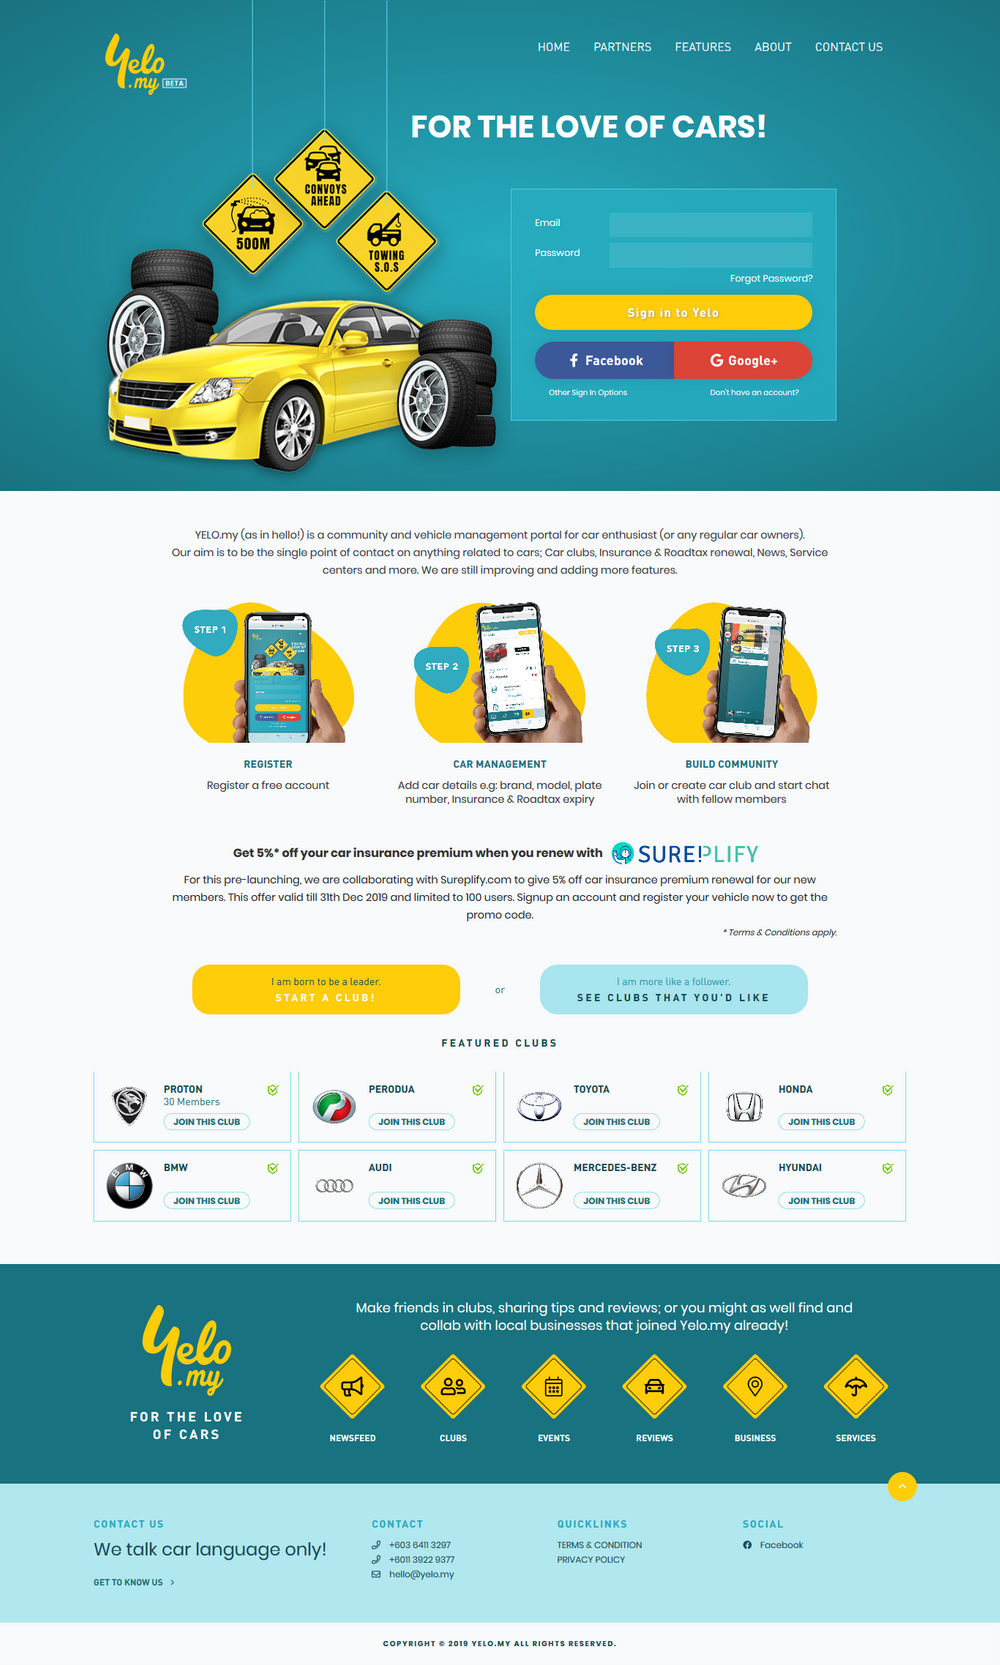 Yelo
.my BETA
HOME PARTNERS FEATURES ABOUT CONTACT US
FOR THE LOVE OF CARS!
CONVOYS
AHEAD
500M
TOWING
S.O.S
Email
Password
Forgot Password?
Sign in to Yelo
Facebook Google+
Other Sign In Options Don't have an account?
YELO.my (as in hello!) is a community and vehicle management portal for car enthusiast (or any regular car owners).
Our aim is to be the single point of contact on anything related to cars; Car clubs, Insurance & Roadtax renewal, News, Service
centers and more. We are still improving and adding more features.
STEP 1
STEP 2
STEP 3
REGISTER
Register a free account
CAR MANAGEMENT
Add car details e.g: brand, model, plate
number, Insurance & Roadtax expiry
BUILD COMMUNITY
Join or create car club and start chat
with fellow members
Get 5%* off your car insurance premium when you renew with SURE!PLIFY
For this pre-launching, we are collaborating with Sureplify.com to give 5% off car insurance premium renewal for our new
members. This offer valid till 31th Dec 2019 and limited to 100 users. Signup an account and register your vehicle now to get the
promo code.
* Terms & Conditions apply.
I am born to be a leader.
START A CLUB!
or
I am more like a follower.
SEE CLUBS THAT YOU'D LIKE
FEATURED CLUBS
PROTON
30 Members
JOIN THIS CLUB
PERODUA
JOIN THIS CLUB
TOYOTA
JOIN THIS CLUB
HONDA
JOIN THIS CLUB
BMW
BMW
JOIN THIS CLUB
AUDI
JOIN THIS CLUB
MERCEDES-BENZ
JOIN THIS CLUB
HYUNDAI
JOIN THIS CLUB
Yelo
.my
FOR THE LOVE
OF CARS
Make friends in clubs, sharing tips and reviews; or you might as well find and
collab with local businesses that joined Yelo.my already!
NEWSFEED CLUBS EVENTS REVIEWS BUSINESS SERVICES
CONTACT US
We talk car language only!
GET TO KNOW US
CONTACT
+603 6411 3297
+6011 3922 9377
hello@yelo.my
QUICKLINKS
TERMS & CONDITION
PRIVACY POLICY
SOCIAL
Facebook
COPYRIGHT © 2019 YELO.MY ALL RIGHTS RESERVED.